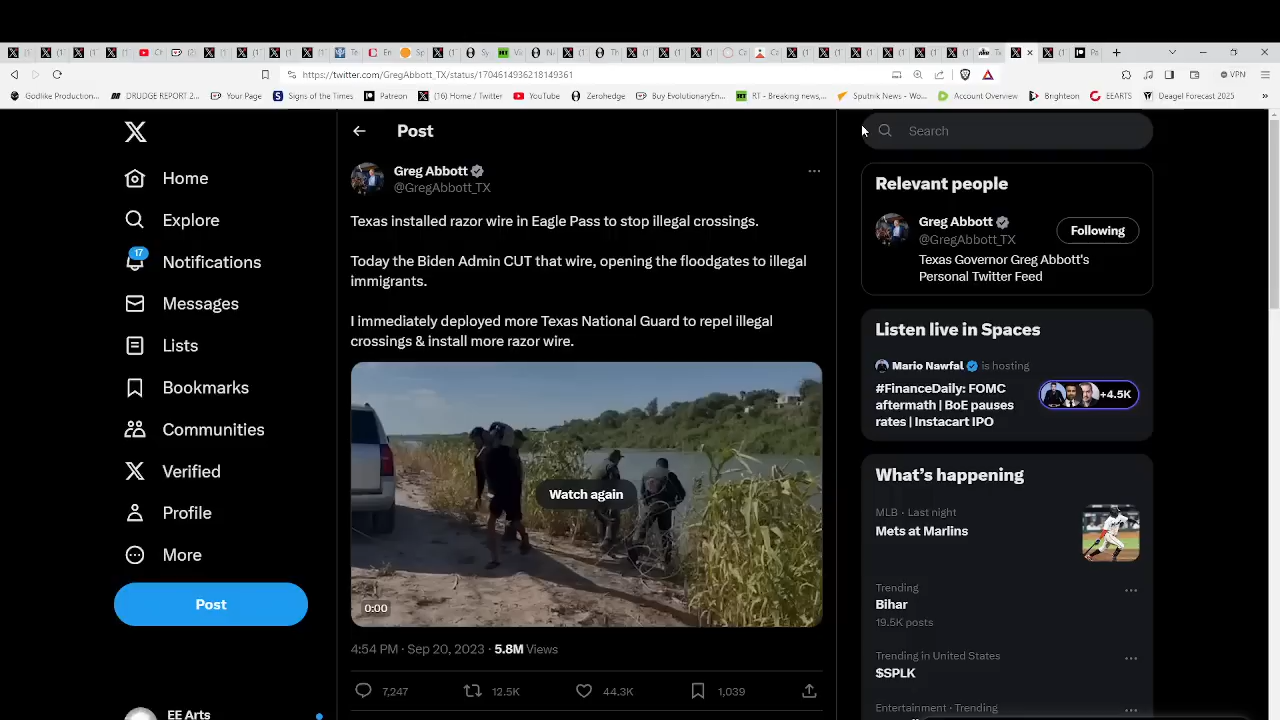 https://twitter.com/GregAbbott_TX/status/1704614936218149361
VPN
Godlike Production...
DRUDGE REPORT 2...
Your Page
Signs of the Times
Patreon
(16) Home / Twitter
YouTube
Zerohedge
Buy EvolutionaryEn...
RT - Breaking news,...
Sputnik News - Wo...
Account Overview
Brighteon
EEARTS
Deagel Forecast 2025
»
Home
Explore
17
Notifications
Messages
Lists
Bookmarks
Communities
Verified
Profile
More
Post
EE Arts
Post
Greg Abbott
@GregAbbott_TX
Texas installed razor wire in Eagle Pass to stop illegal crossings.
Today the Biden Admin CUT that wire, opening the floodgates to illegal
immigrants.
I immediately deployed more Texas National Guard to repel illegal
crossings & install more razor wire.
Watch again
0:00
4:54 PM · Sep 20, 2023 · 5.8M Views
7,247 12.5K 44.3K 1,039
Search
Relevant people
Greg Abbott
@GregAbbott_TX
Following
Texas Governor Greg Abbott's
Personal Twitter Feed
Listen live in Spaces
Mario Nawfal is hosting
#FinanceDaily: FOMC
aftermath | BoE pauses
rates | Instacart IPO
+4.5K
What's happening
MLB · Last night
Mets at Marlins
Trending
Bihar
19.5K posts
Trending in United States
$SPLK
Entertainment · Trending